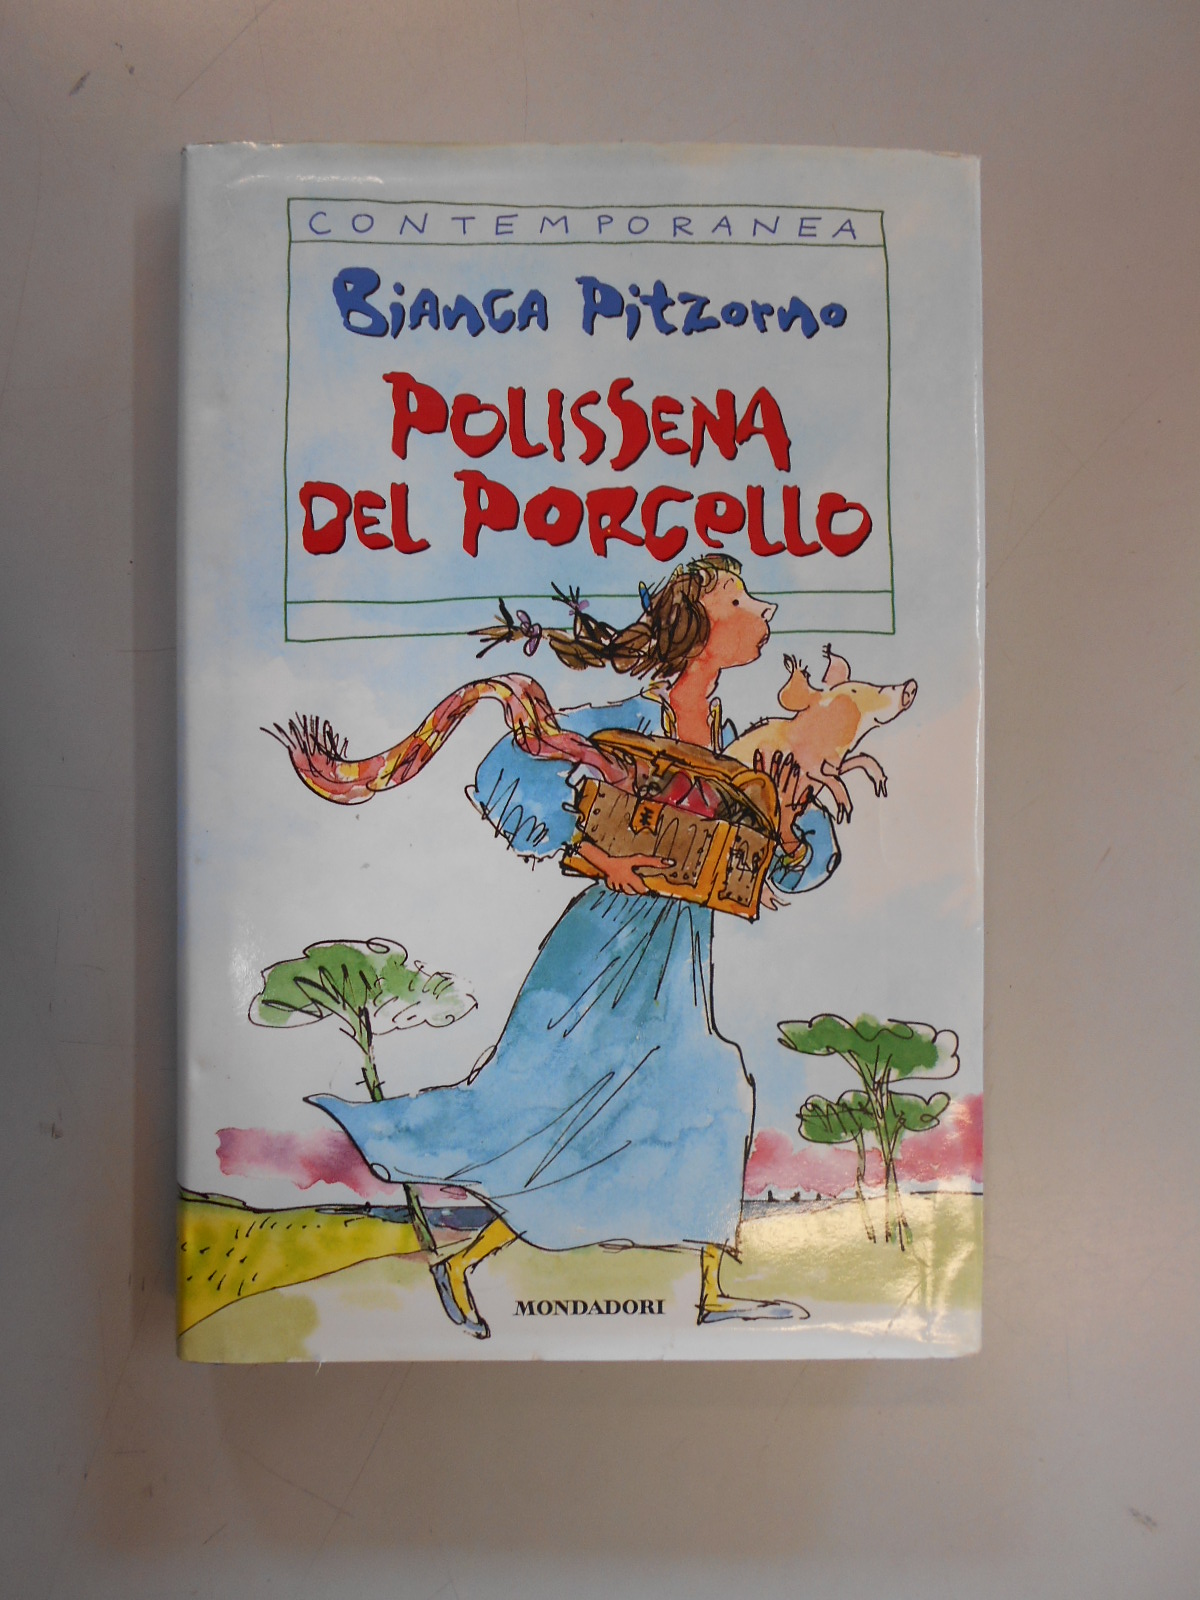 CONTEMPORANEA
Bianca Pitzorno
POLISSENA
DEL PORCELLO
MONDADORI